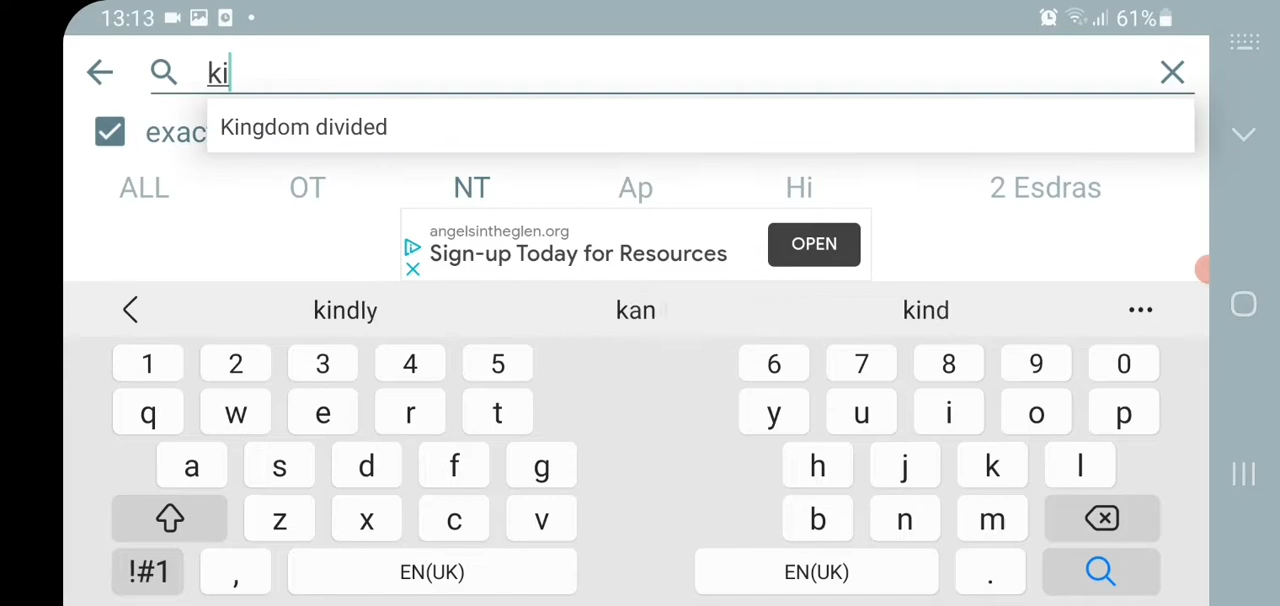 13:13 61%
ki
exac
Kingdom divided
ALL OT NT Ap Hi 2 Esdras
angelsintheglen.org
Sign-up Today for Resources
OPEN
kindly kan kind
1 2 3 4 5 6 7 8 9 0
q w e r t y u i o p
a s d f g h j k l
z x c v b n m
!#1 , EN(UK) EN(UK) .